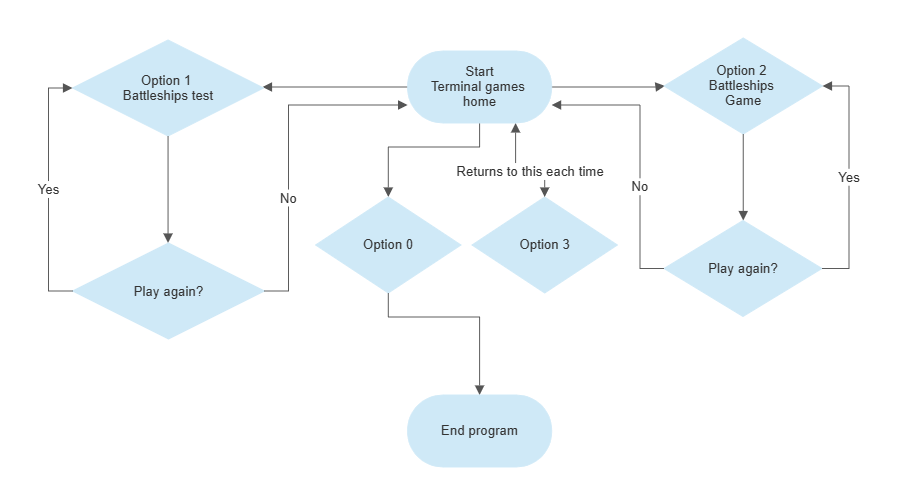 Option 1
Battleships test
Start
Terminal games
home
Option 2
Battleships
Game
Yes
No
Returns to this each time
No
Yes
Option 0
Option 3
Play again?
Play again?
End program